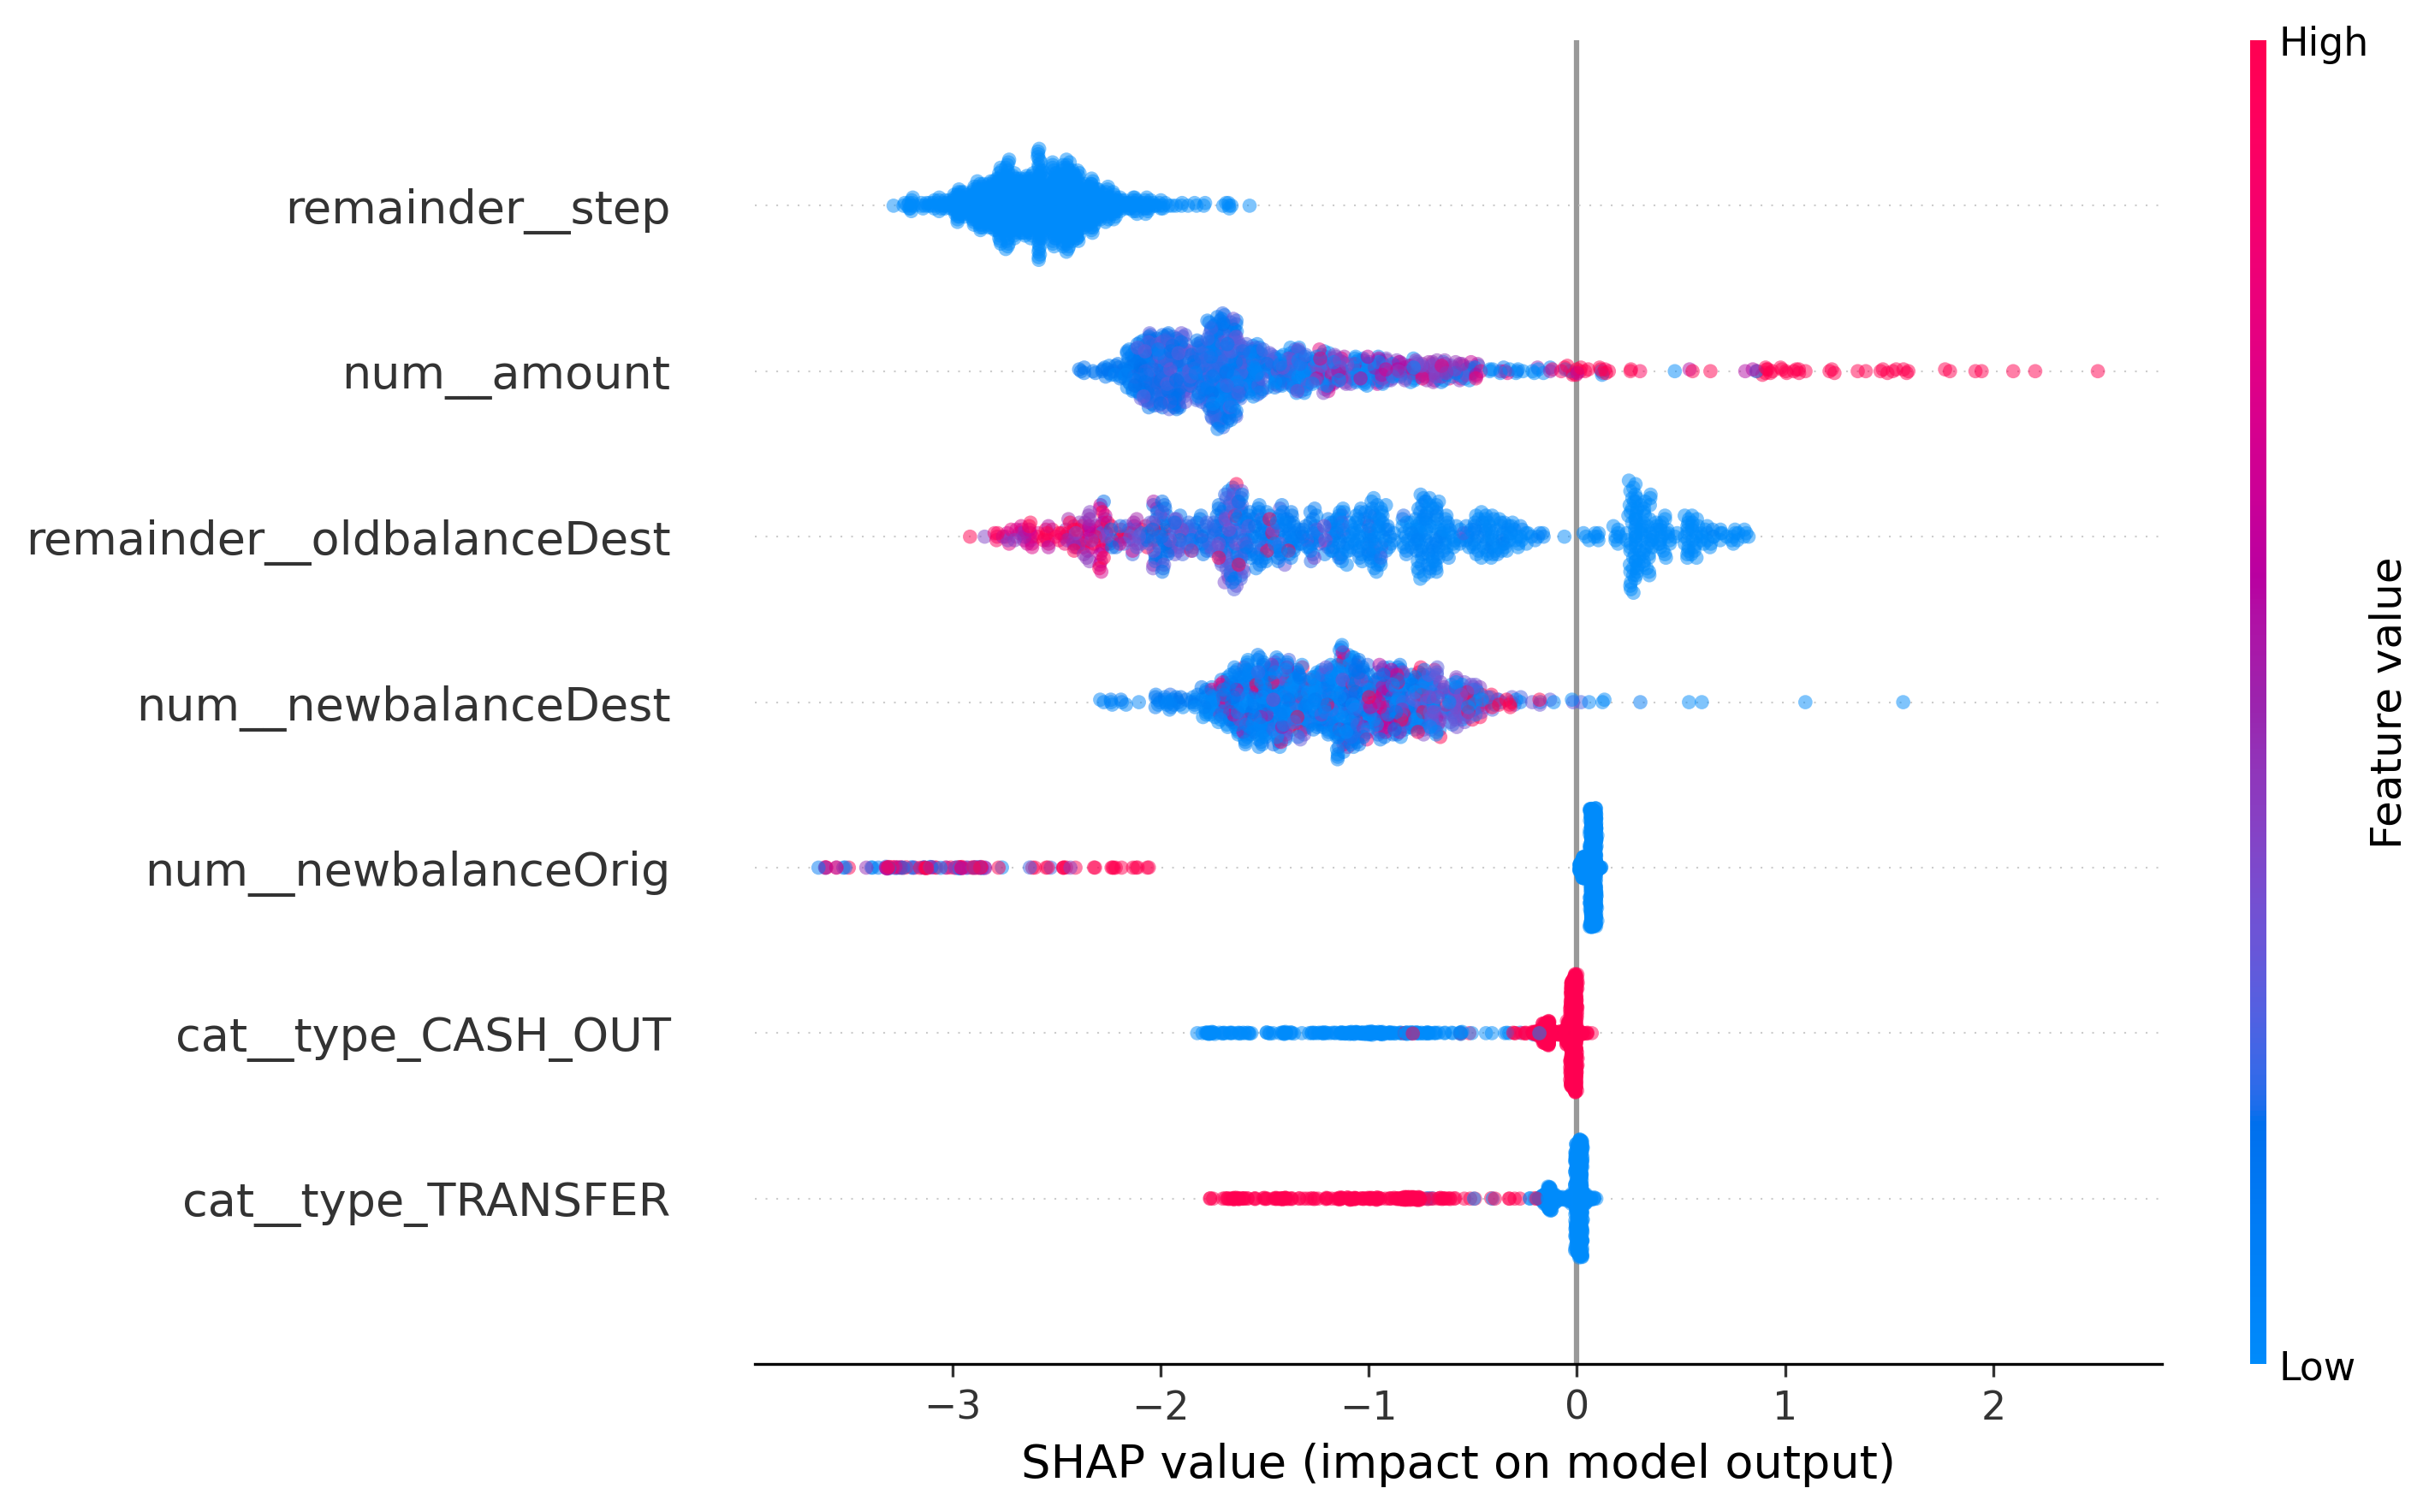 High
remainder__step
num__amount
remainder__oldbalanceDest
num__newbalanceDest
num__newbalanceOrig
cat__type_CASH_OUT
cat__type_TRANSFER
Feature value
Low
−3 −2 −1 0 1 2
SHAP value (impact on model output)